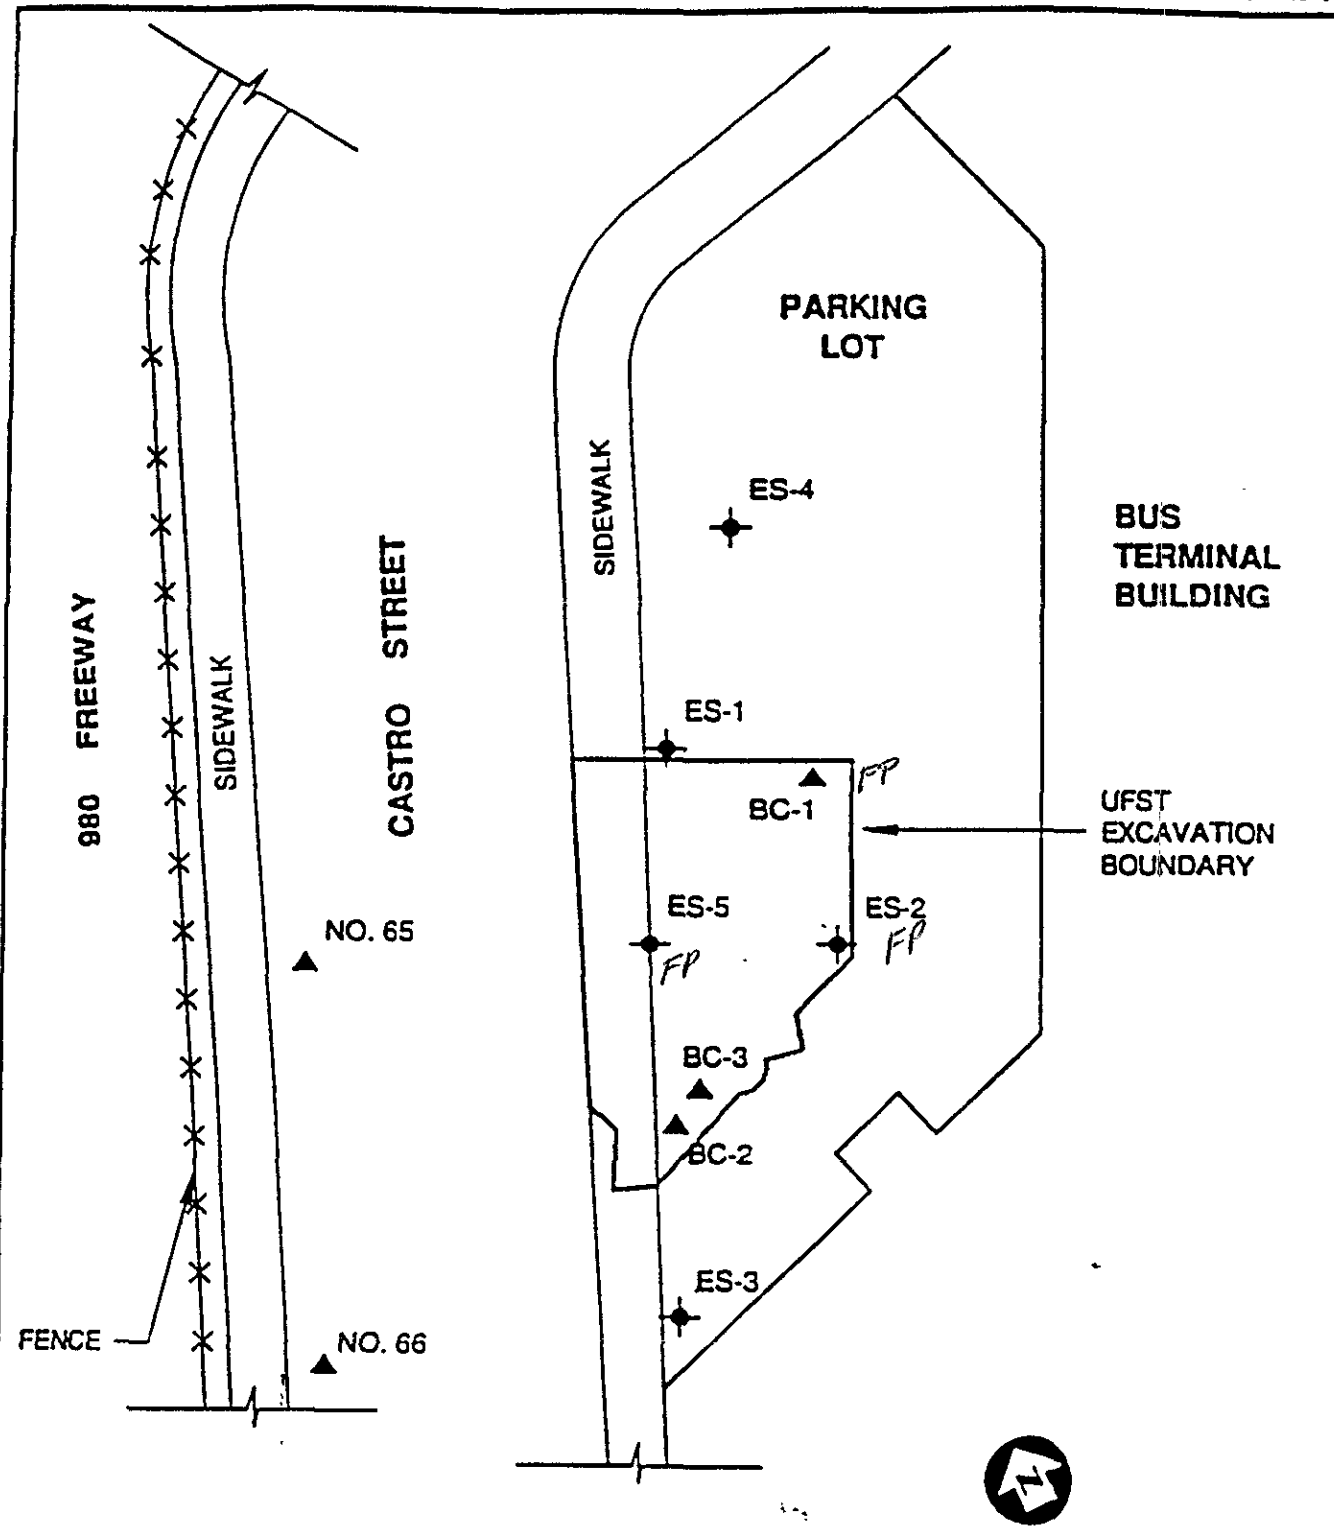 PARKING
LOT
ES-4
SIDEWALK
BUS
TERMINAL
BUILDING
980 FREEWAY
SIDEWALK
CASTRO STREET
ES-1
FP
BC-1
UFST
EXCAVATION
BOUNDARY
ES-5
ES-2
FP
FP
NO. 65
BC-3
BC-2
ES-3
FENCE
NO. 66
N